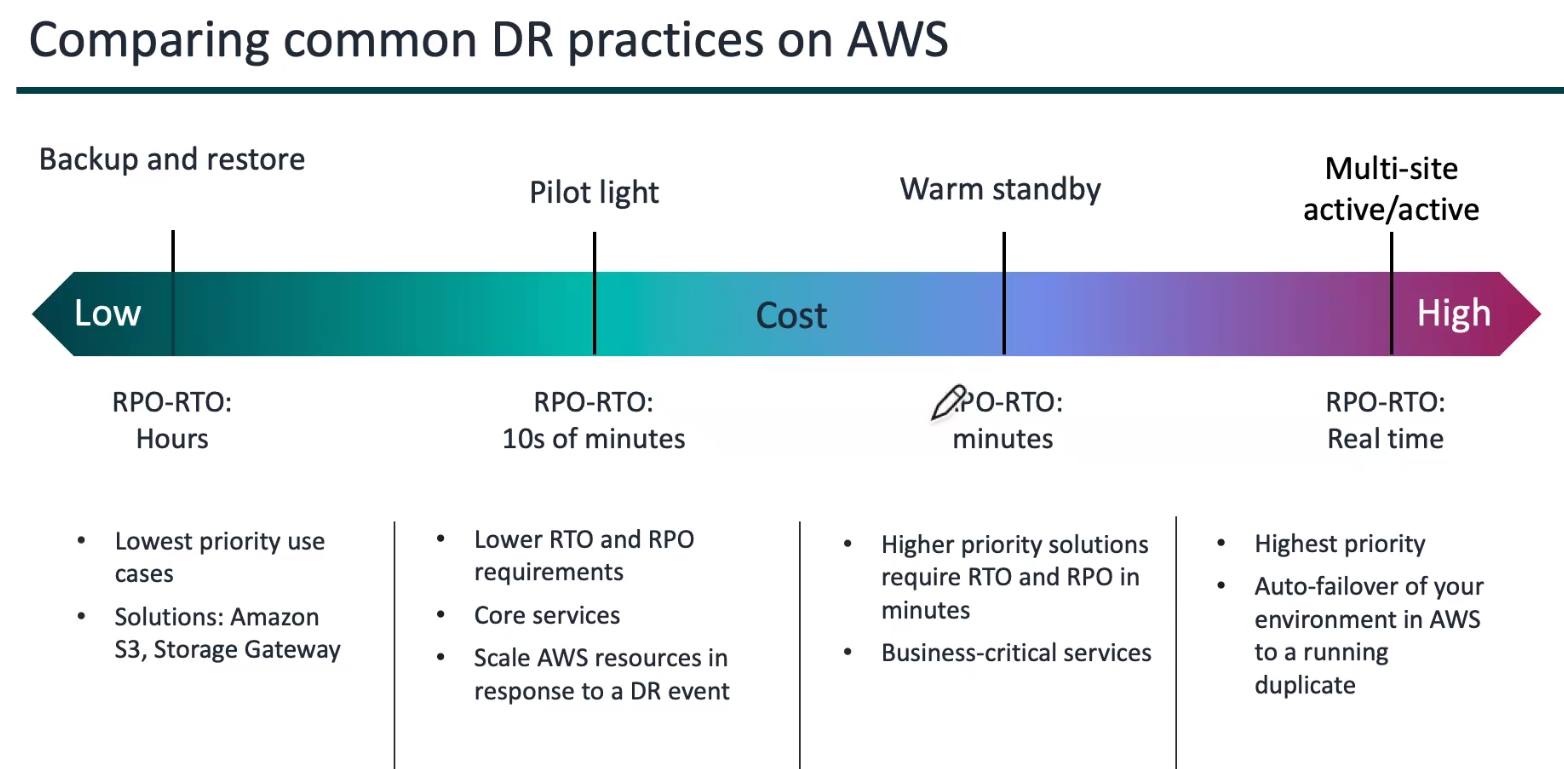 Comparing common DR practices on AWS
Backup and restore
Pilot light
Warm standby
Multi-site
active/active
Low
Cost
High
RPO-RTO:
Hours
RPO-RTO:
10s of minutes
PO-RTO:
minutes
RPO-RTO:
Real time
• Lowest priority use
cases
• Solutions: Amazon
S3, Storage Gateway
• Lower RTO and RPO
requirements
• Core services
• Scale AWS resources in
response to a DR event
• Higher priority solutions
require RTO and RPO in
minutes
• Business-critical services
• Highest priority
• Auto-failover of your
environment in AWS
to a running
duplicate